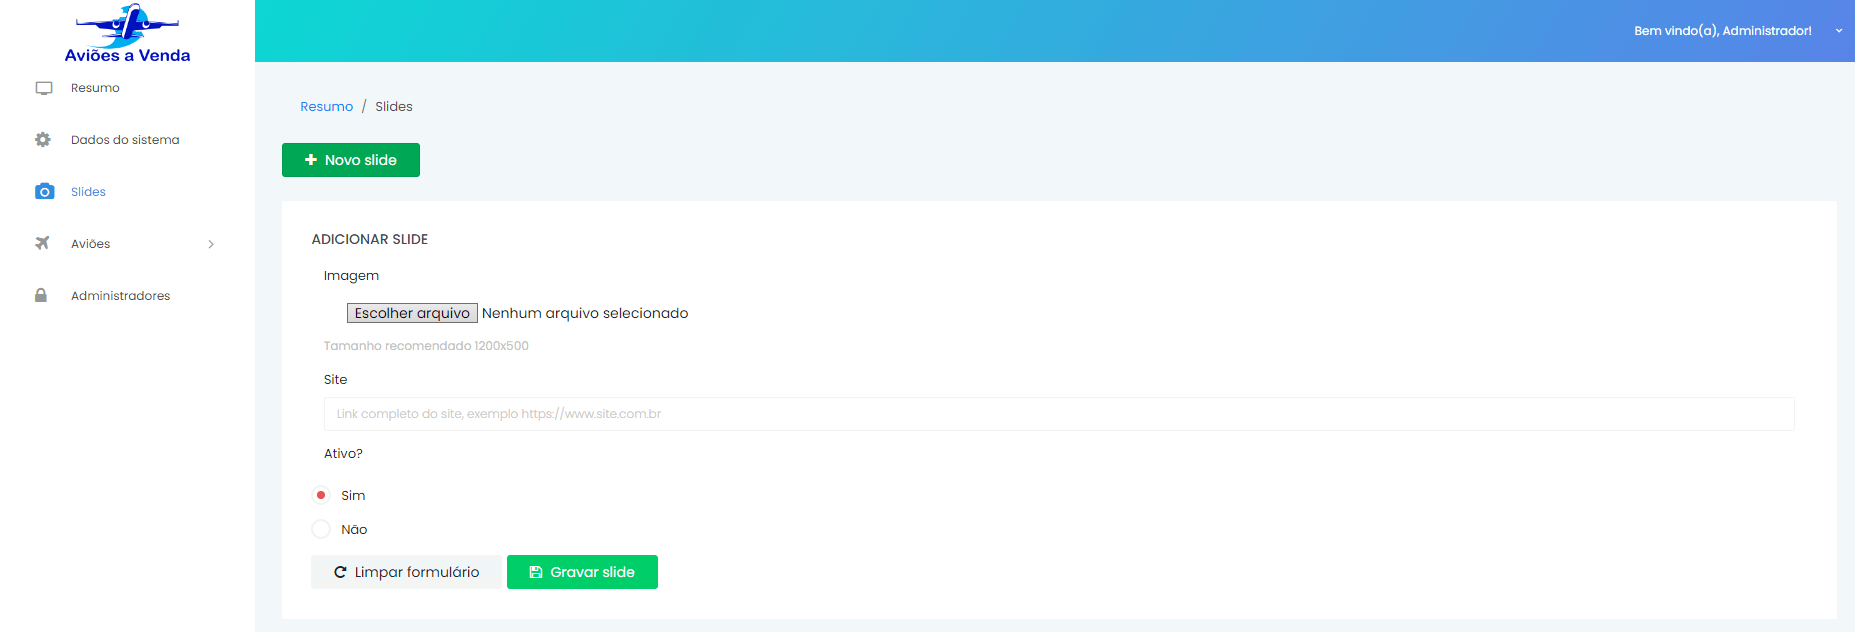 Aviões a Venda
Resumo
Dados do sistema
Slides
Aviões
Administradores
Bem vindo(a), Administrador!
Resumo / Slides
Novo slide
ADICIONAR SLIDE
Imagem
Escolher arquivo Nenhum arquivo selecionado
Tamanho recomendado 1200x500
Site
Link completo do site, exemplo https://www.site.com.br
Ativo?
Sim
Não
Limpar formulário
Gravar slide